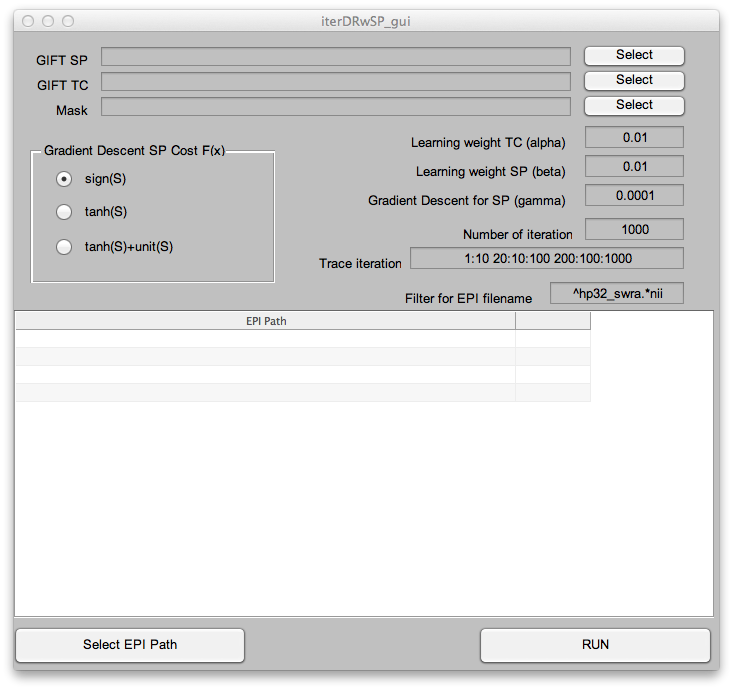 iterDRwSP_gui
GIFT SP
Select
GIFT TC
Select
Mask
Select
Gradient Descent SP Cost F(x)
sign(S)
tanh(S)
tanh(S)+unit(S)
Learning weight TC (alpha)
0.01
Learning weight SP (beta)
0.01
Gradient Descent for SP (gamma)
0.0001
Number of iteration
1000
Trace iteration
1:10 20:10:100 200:100:1000
Filter for EPI filename
^hp32_swra.*nii
EPI Path
Select EPI Path
RUN